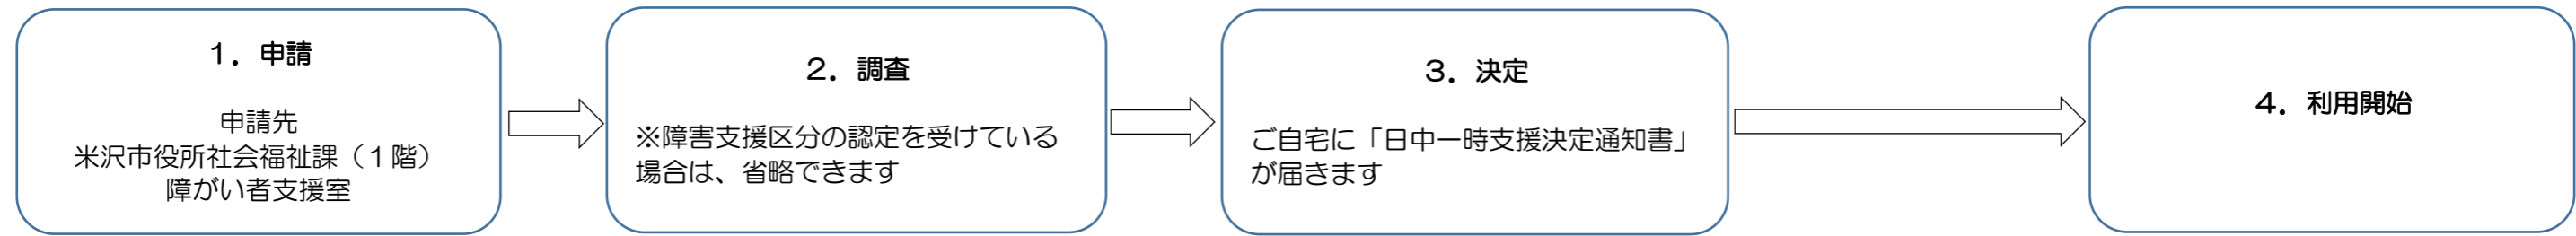 １．申請
申請先
米沢市役所社会福祉課（１階）
障がい者支援室
２．調査
※障害支援区分の認定を受けている
場合は、省略できます
３．決定
ご自宅に「日中一時支援決定通知書」
が届きます
４．利用開始